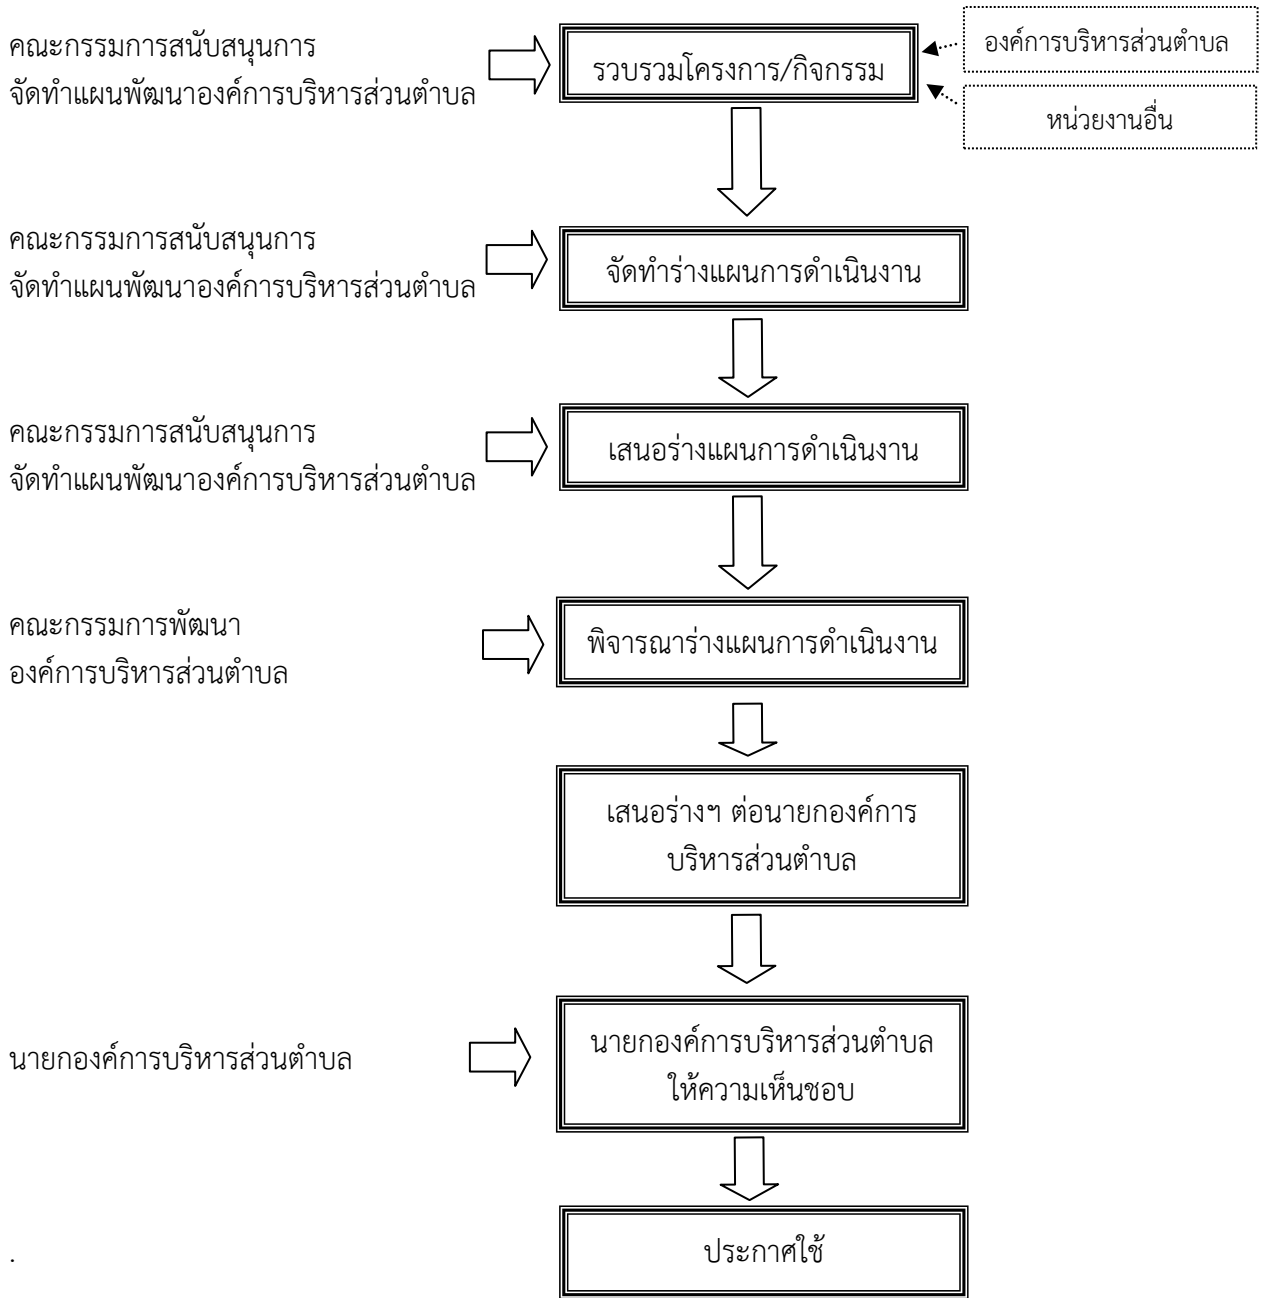 คณะกรรมการสนับสนุนการ
จัดทำแผนพัฒนาองค์การบริหารส่วนตำบล
รวบรวมโครงการ/กิจกรรม
องค์การบริหารส่วนตำบล
หน่วยงานอื่น
คณะกรรมการสนับสนุนการ
จัดทำแผนพัฒนาองค์การบริหารส่วนตำบล
จัดทำร่างแผนการดำเนินงาน
คณะกรรมการสนับสนุนการ
จัดทำแผนพัฒนาองค์การบริหารส่วนตำบล
เสนอร่างแผนการดำเนินงาน
คณะกรรมการพัฒนา
องค์การบริหารส่วนตำบล
พิจารณาร่างแผนการดำเนินงาน
เสนอร่างฯ ต่อนายกองค์การ
บริหารส่วนตำบล
นายกองค์การบริหารส่วนตำบล
นายกองค์การบริหารส่วนตำบล
ให้ความเห็นชอบ
.
ประกาศใช้